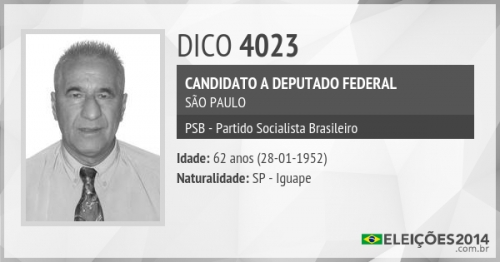 DICO 4023
CANDIDATO A DEPUTADO FEDERAL
SÃO PAULO
PSB - Partido Socialista Brasileiro
Idade: 62 anos (28-01-1952)
Naturalidade: SP - Iguape
ELEIÇÕES2014
.com.br